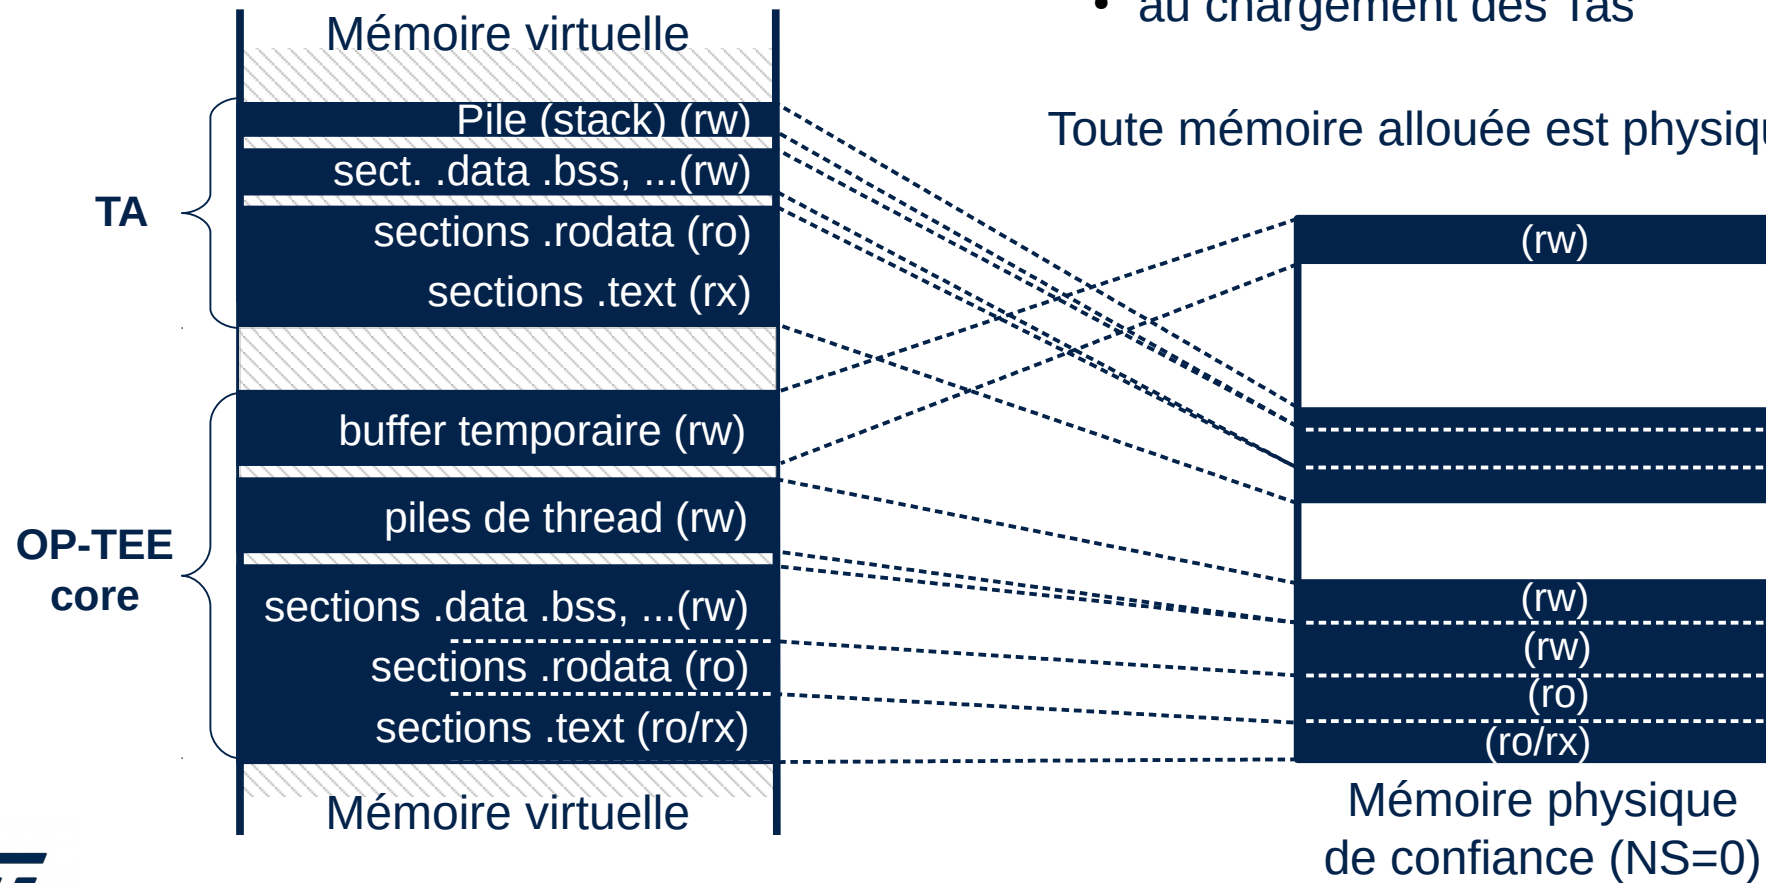 Mémoire virtuelle
Pile (stack) (rw)
sect. .data .bss, ...(rw)
TA
sections .rodata (ro)
sections .text (rx)
buffer temporaire (rw)
piles de thread (rw)
OP-TEE
core
sections .data .bss, ...(rw)
sections .rodata (ro)
sections .text (ro/rx)
Mémoire virtuelle
• au chargement des Tas
Toute mémoire allouée est physiqu
(rw)
(rw)
(rw)
(ro)
(ro/rx)
Mémoire physique
de confiance (NS=0)